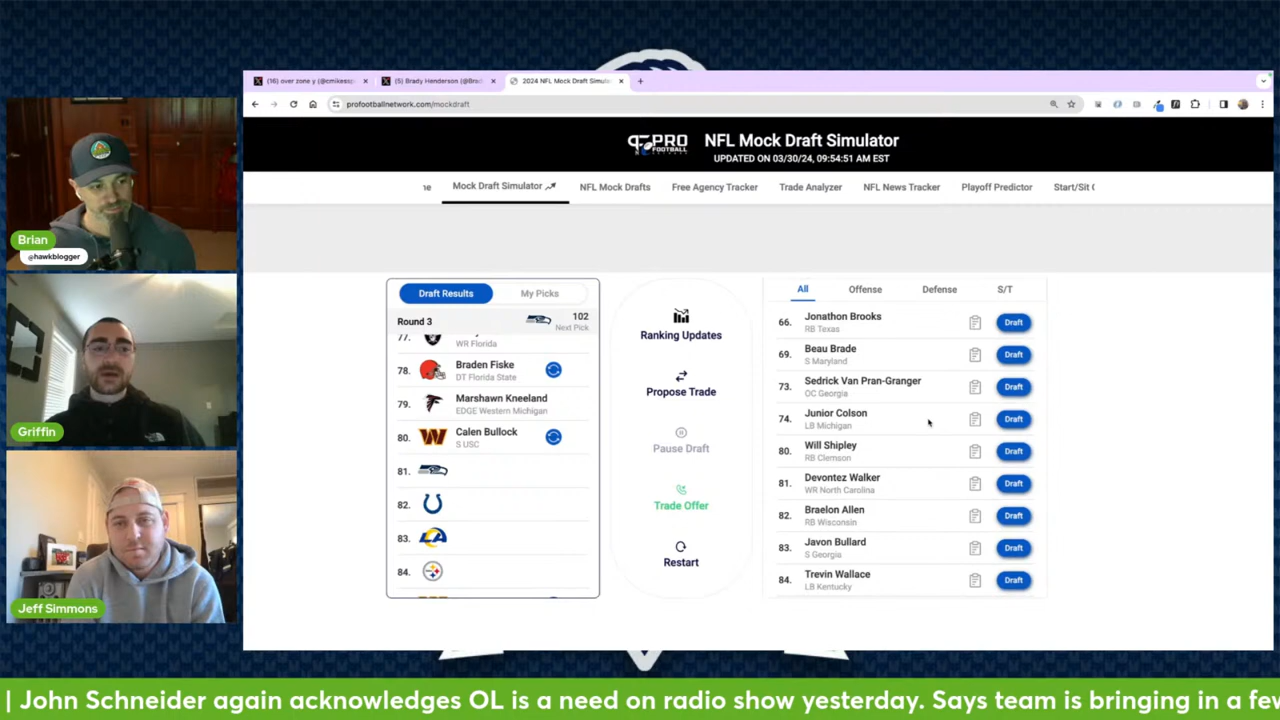 (16) over zone y (@cmikessp
(5) Brady Henderson (@Brad
2024 NFL Mock Draft Simula
profootballnetwork.com/mockdraft
PRO FOOTBALL NETWORK
NFL Mock Draft Simulator
UPDATED ON 03/30/24, 09:54:51 AM EST
ne
Mock Draft Simulator
NFL Mock Drafts
Free Agency Tracker
Trade Analyzer
NFL News Tracker
Playoff Predictor
Start/Sit
Brian
@hawkblogger
Griffin
Jeff Simmons
Draft Results
My Picks
Round 3
102
Next Pick
77.
WR Florida
78.
Braden Fiske
DT Florida State
79.
Marshawn Kneeland
EDGE Western Michigan
80.
Calen Bullock
S USC
81.
82.
83.
84.
Ranking Updates
Propose Trade
Pause Draft
Trade Offer
Restart
All
Offense
Defense
S/T
66.
Jonathon Brooks
RB Texas
Draft
69.
Beau Brade
S Maryland
Draft
73.
Sedrick Van Pran-Granger
OC Georgia
Draft
74.
Junior Colson
LB Michigan
Draft
80.
Will Shipley
RB Clemson
Draft
81.
Devontez Walker
WR North Carolina
Draft
82.
Braelon Allen
RB Wisconsin
Draft
83.
Javon Bullard
S Georgia
Draft
84.
Trevin Wallace
LB Kentucky
Draft
| John Schneider again acknowledges OL is a need on radio show yesterday. Says team is bringing in a few